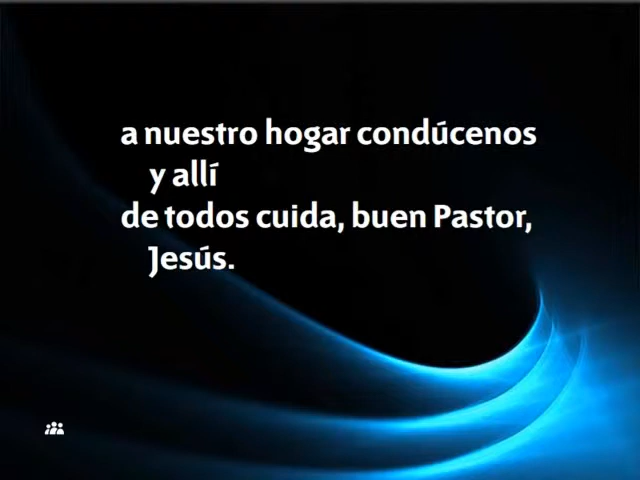 a nuestro hogar condúcenos
y allí
de todos cuida, buen Pastor,
Jesús.